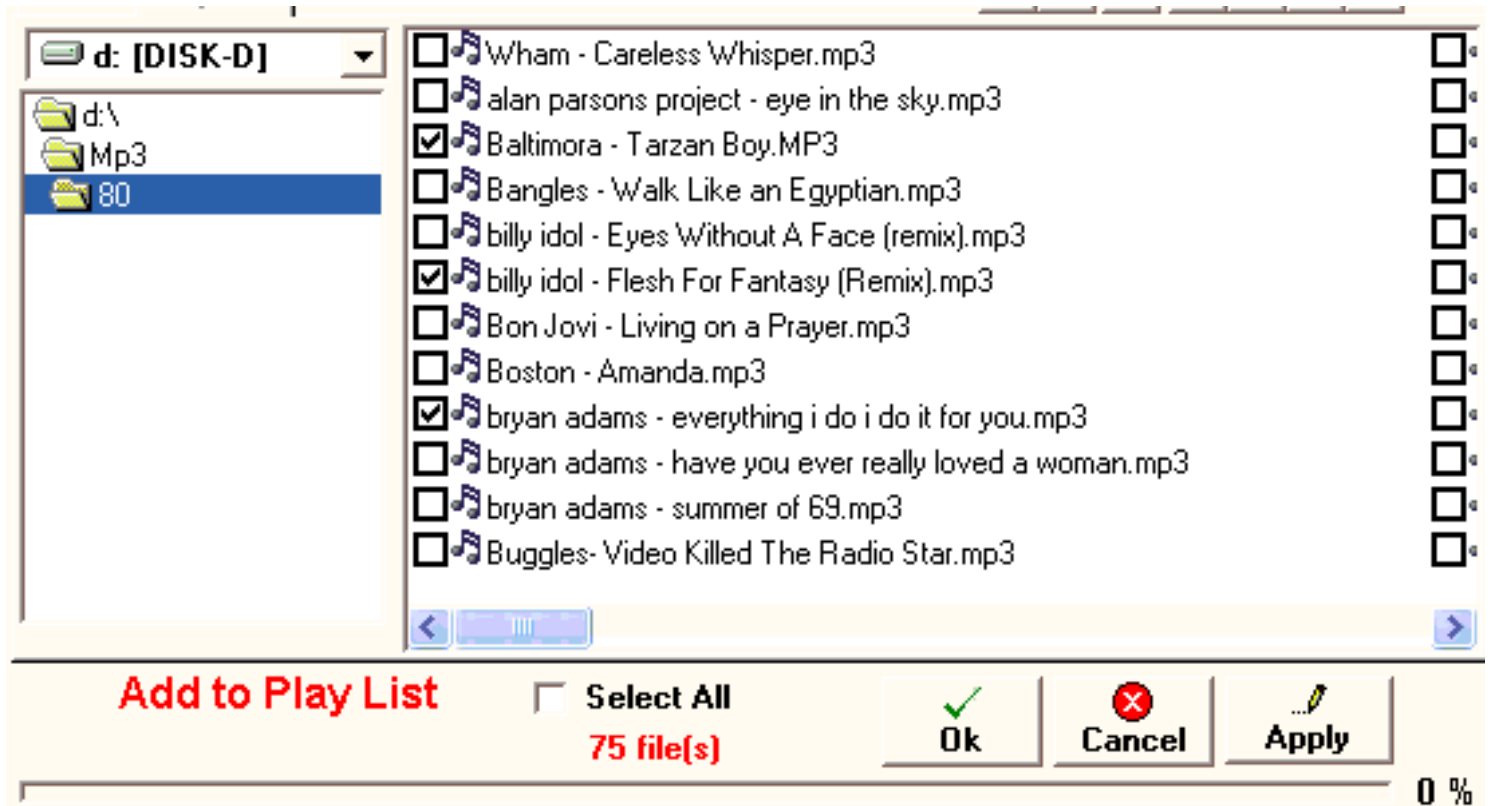 d: [DISK-D]
d:\
Mp3
80
Wham - Careless Whisper.mp3
alan parsons project - eye in the sky.mp3
Baltimora - Tarzan Boy.MP3
Bangles - Walk Like an Egyptian.mp3
billy idol - Eyes Without A Face (remix).mp3
billy idol - Flesh For Fantasy (Remix).mp3
Bon Jovi - Living on a Prayer.mp3
Boston - Amanda.mp3
bryan adams - everything i do i do it for you.mp3
bryan adams - have you ever really loved a woman.mp3
bryan adams - summer of 69.mp3
Buggles- Video Killed The Radio Star.mp3
Add to Play List
Select All
75 file(s)
Ok
Cancel
Apply
0 %